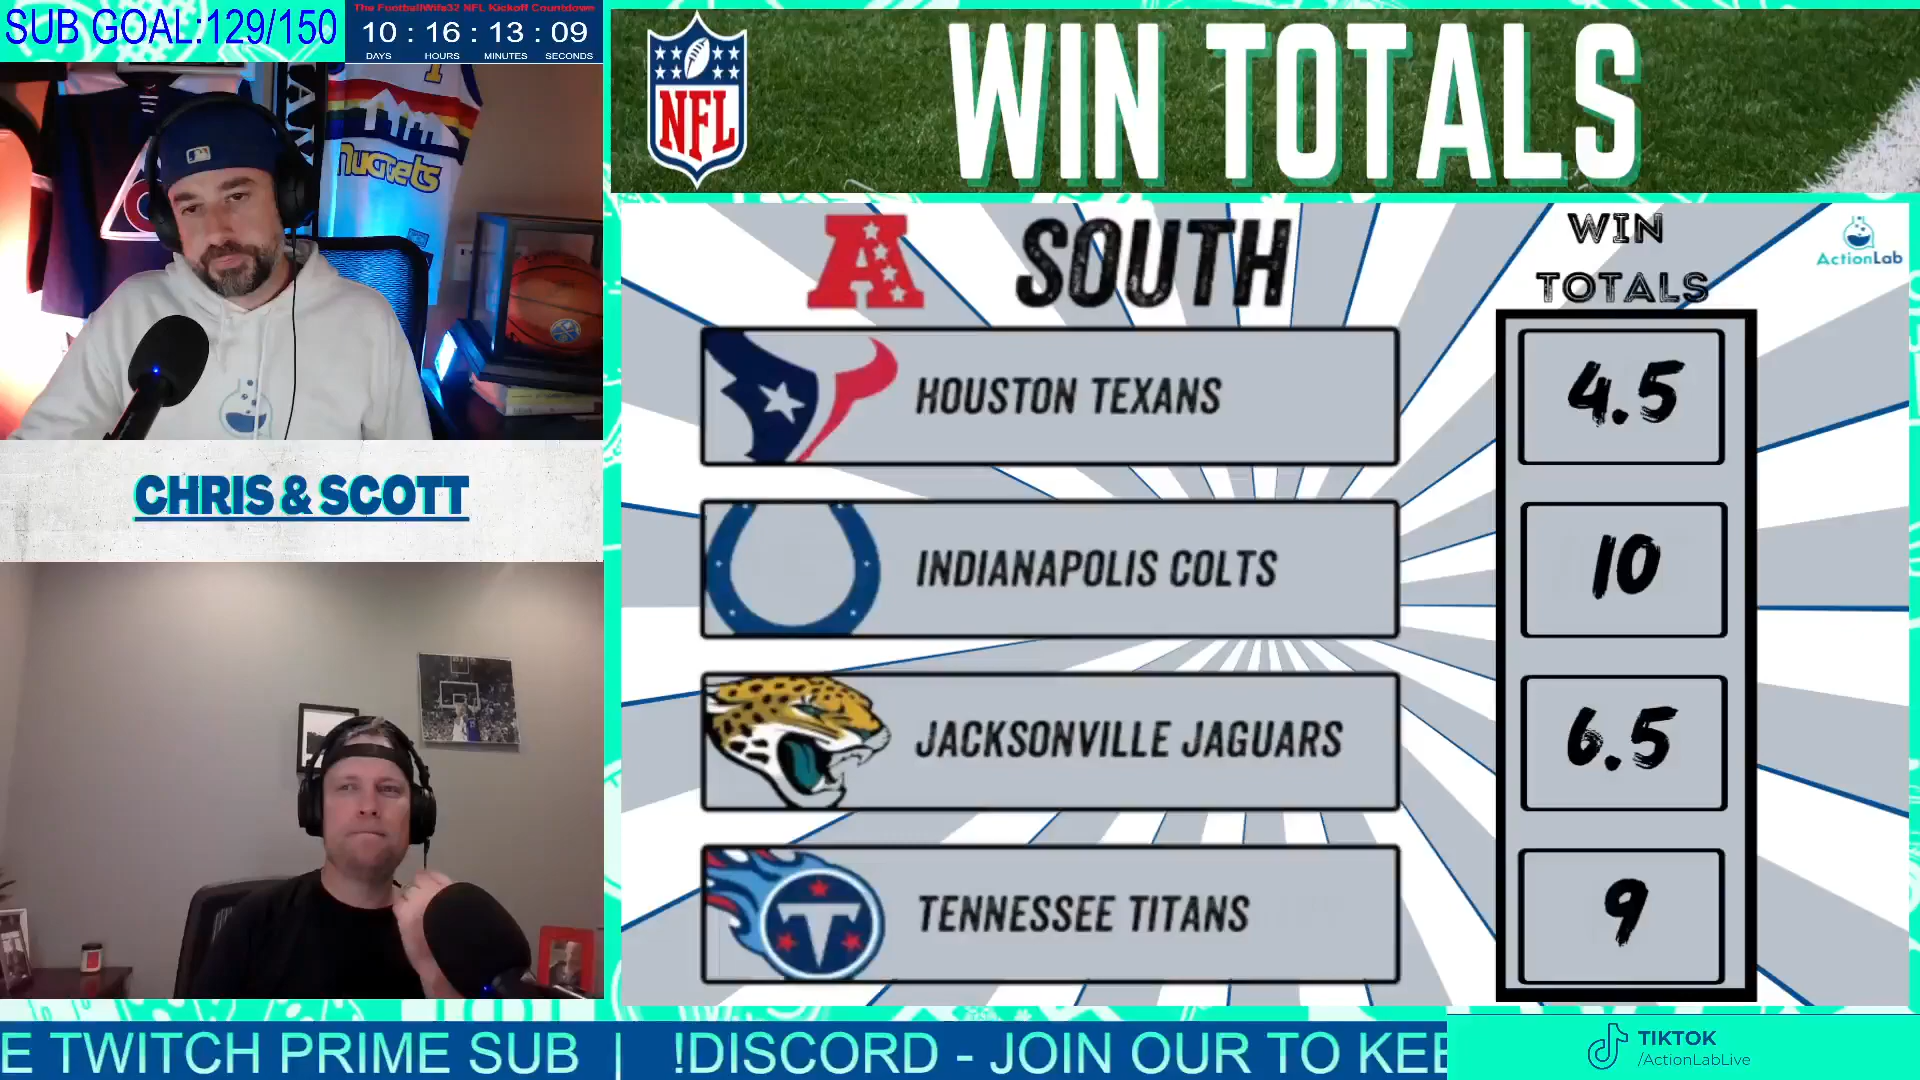 SUB GOAL:129/150
The FootballWife32 NFL Kickoff Countdown
10 : 16 : 13 : 09
DAYS HOURS MINUTES SECONDS
NFL
WIN TOTALS
Nuggets
CHRIS & SCOTT
A SOUTH
WIN
TOTALS
ActionLab
HOUSTON TEXANS
4.5
INDIANAPOLIS COLTS
10
JACKSONVILLE JAGUARS
6.5
T
TENNESSEE TITANS
9
E TWITCH PRIME SUB | !DISCORD - JOIN OUR TO KEE
TIKTOK
/ActionLabLive